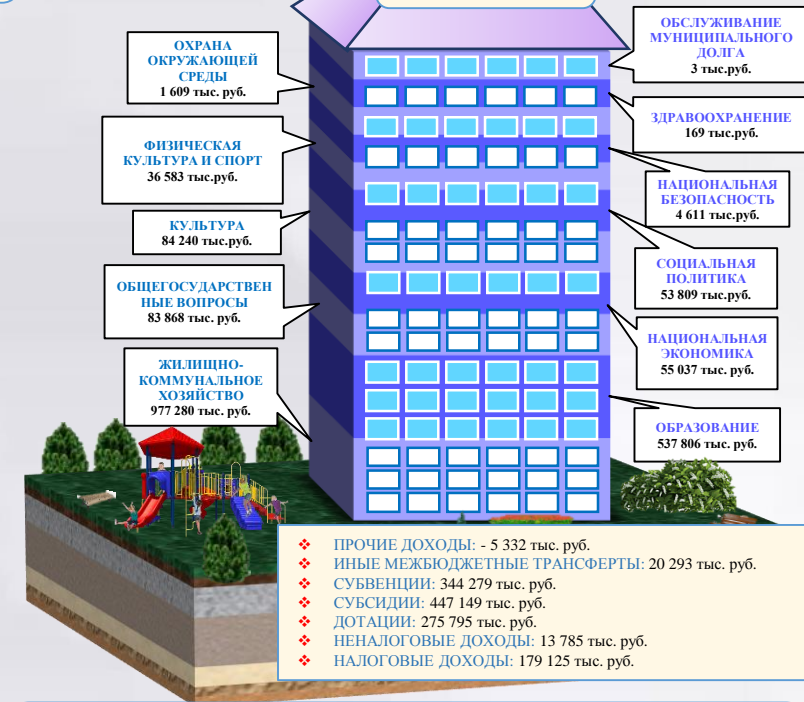 ОХРАНА
ОКРУЖАЮЩЕЙ
СРЕДЫ
1 609 тыс. руб.
ФИЗИЧЕСКАЯ
КУЛЬТУРА И СПОРТ
36 583 тыс.руб.
КУЛЬТУРА
84 240 тыс.руб.
ОБЩЕГОСУДАРСТВЕН
НЫЕ ВОПРОСЫ
83 868 тыс. руб.
ЖИЛИЩНО-
КОММУНАЛЬНОЕ
ХОЗЯЙСТВО
977 280 тыс. руб.
ОБСЛУЖИВАНИЕ
МУНИЦИПАЛЬНОГО
ДОЛГА
3 тыс.руб.
ЗДРАВООХРАНЕНИЕ
169 тыс.руб.
НАЦИОНАЛЬНАЯ
БЕЗОПАСНОСТЬ
4 611 тыс.руб.
СОЦИАЛЬНАЯ
ПОЛИТИКА
53 809 тыс.руб.
НАЦИОНАЛЬНАЯ
ЭКОНОМИКА
55 037 тыс.руб.
ОБРАЗОВАНИЕ
537 806 тыс. руб.
ПРОЧИЕ ДОХОДЫ: - 5 332 тыс. руб.
ИНЫЕ МЕЖБЮДЖЕТНЫЕ ТРАНСФЕРТЫ: 20 293 тыс. руб.
СУБВЕНЦИИ: 344 279 тыс. руб.
СУБСИДИИ: 447 149 тыс. руб.
ДОТАЦИИ: 275 795 тыс. руб.
НЕНАЛОГОВЫЕ ДОХОДЫ: 13 785 тыс. руб.
НАЛОГОВЫЕ ДОХОДЫ: 179 125 тыс. руб.